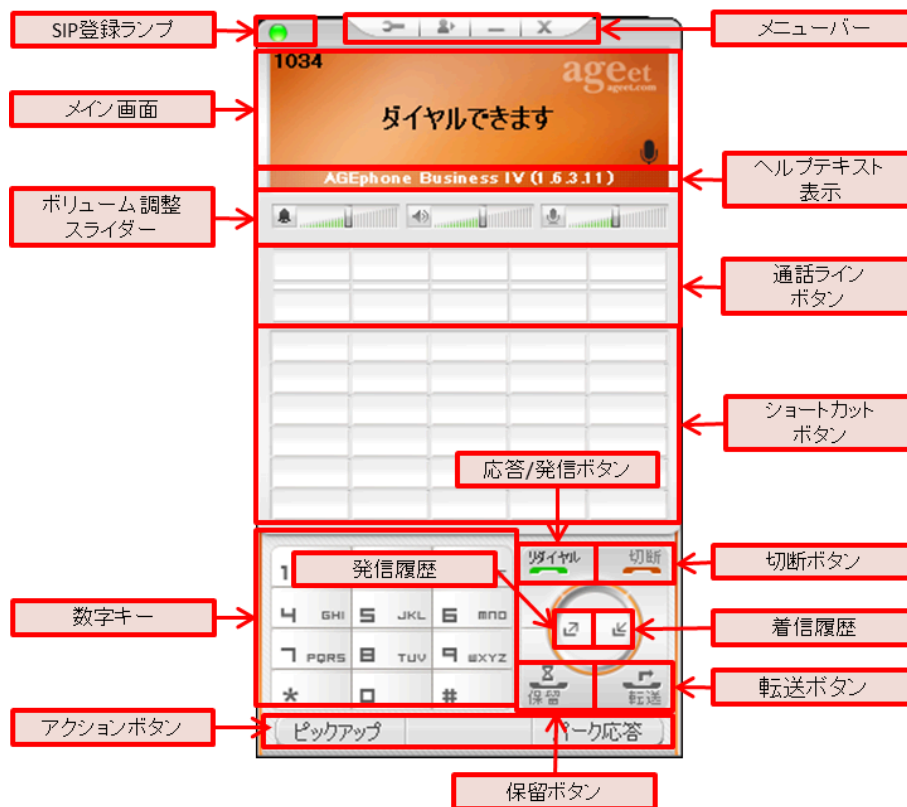 SIP登録ランプ
メニューバー
1034
ageet
ageet.com
メイン画面
ダイヤルできます
AGEphone Business IV (1.6.3.11)
ヘルプテキスト
表示
ボリューム調整
スライダー
通話ライン
ボタン
ショートカット
ボタン
応答/発信ボタン
リダイヤル
切断
切断ボタン
1
発信履歴
数字キー
4 GHI 5 JKL 6 MNO
着信履歴
7 PQRS 8 TUV 9 WXYZ
保留
転送
転送ボタン
* 0 #
アクションボタン
ピックアップ
パーク応答
保留ボタン